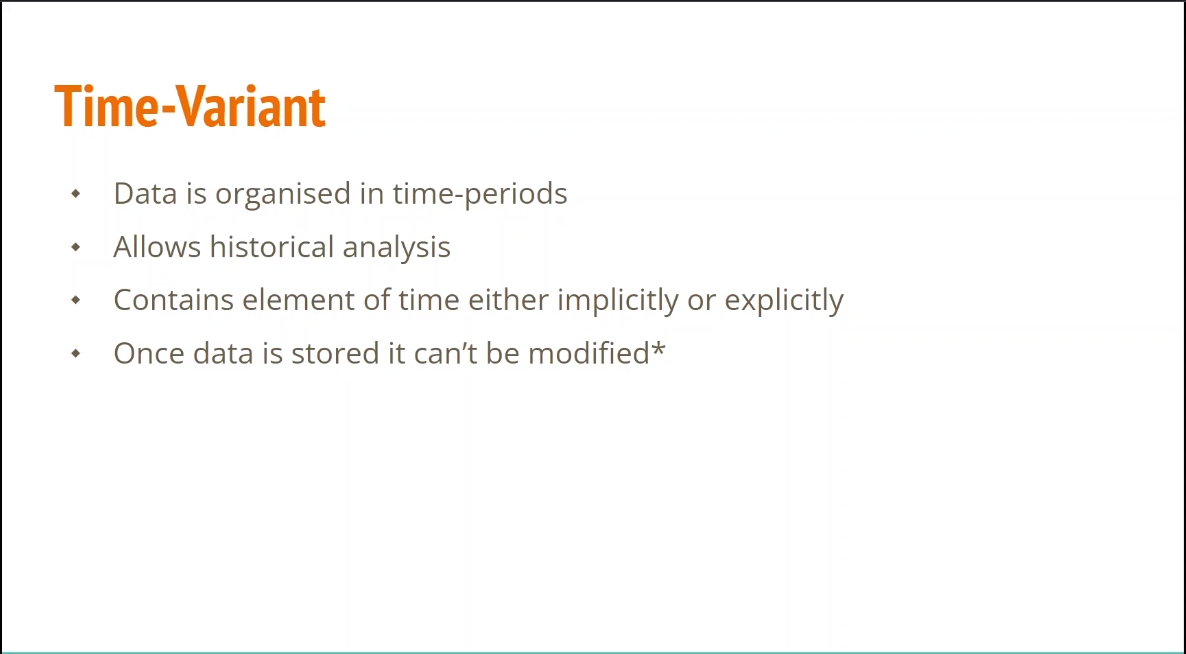 Time-Variant
Data is organised in time-periods
Allows historical analysis
Contains element of time either implicitly or explicitly
Once data is stored it can’t be modified*